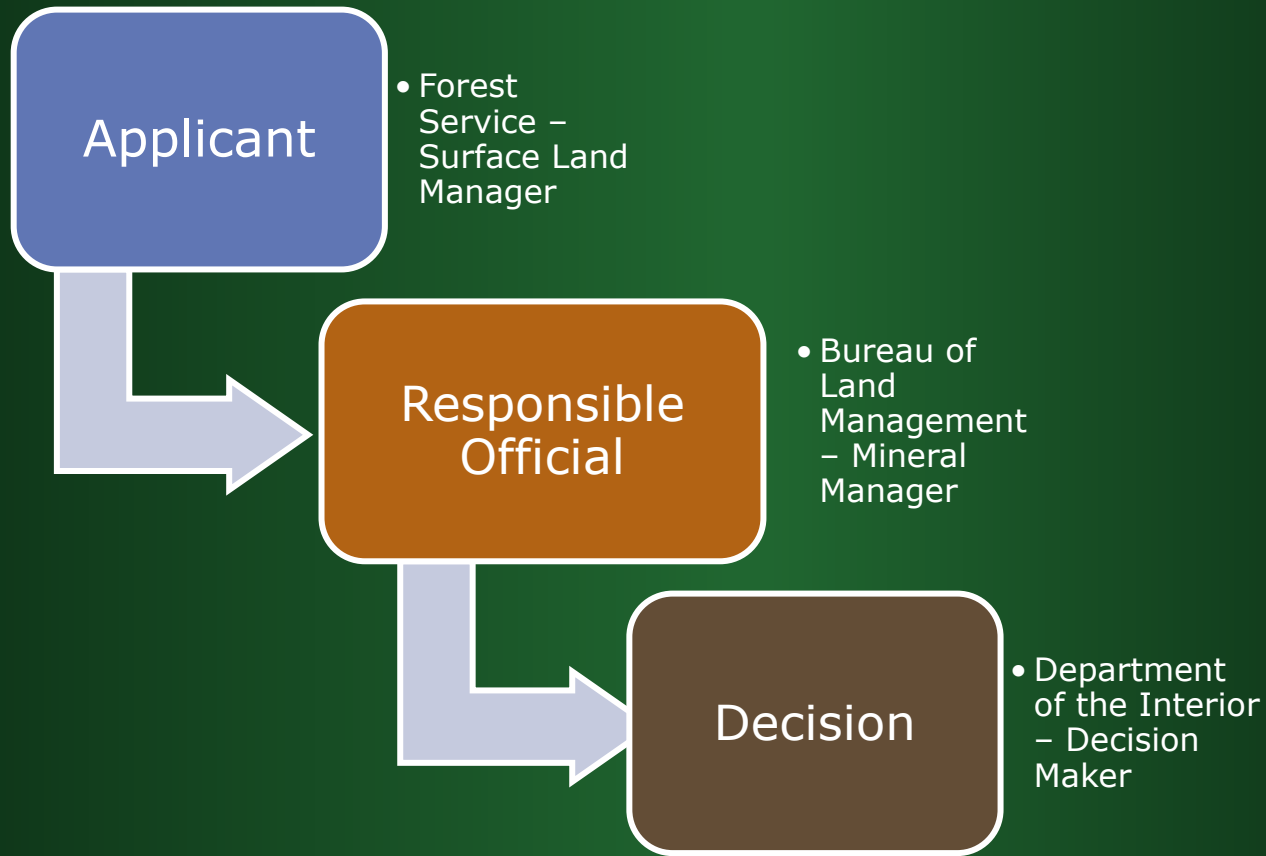 Applicant
• Forest
Service –
Surface Land
Manager
Responsible
Official
• Bureau of
Land
Management
– Mineral
Manager
Decision
• Department
of the Interior
– Decision
Maker